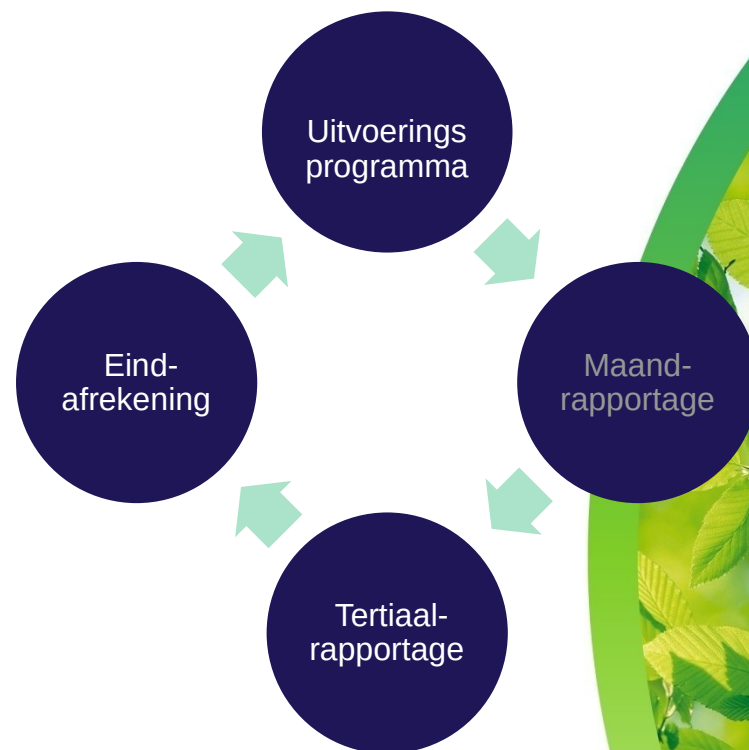 Uitvoerings
programma
Eind-
afrekening
Maand-
rapportage
Tertiaal-
rapportage